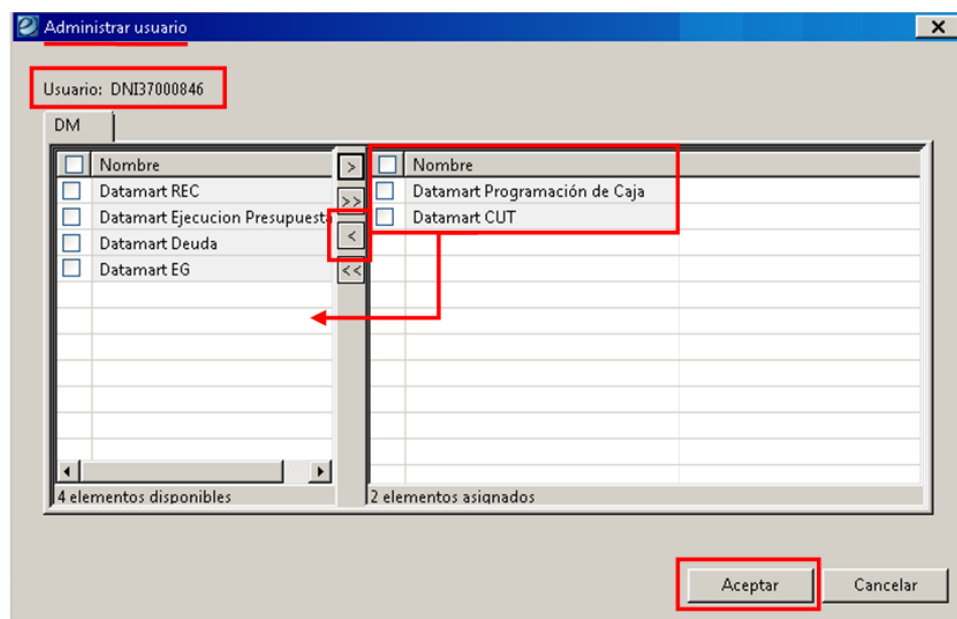 Administrar usuario
Usuario: DNI37000846
DM
Nombre
Datamart REC
Datamart Ejecucion Presupuesta
Datamart Deuda
Datamart EG
4 elementos disponibles
>
>>
<
<<
Nombre
Datamart Programación de Caja
Datamart CUT
2 elementos asignados
Aceptar
Cancelar